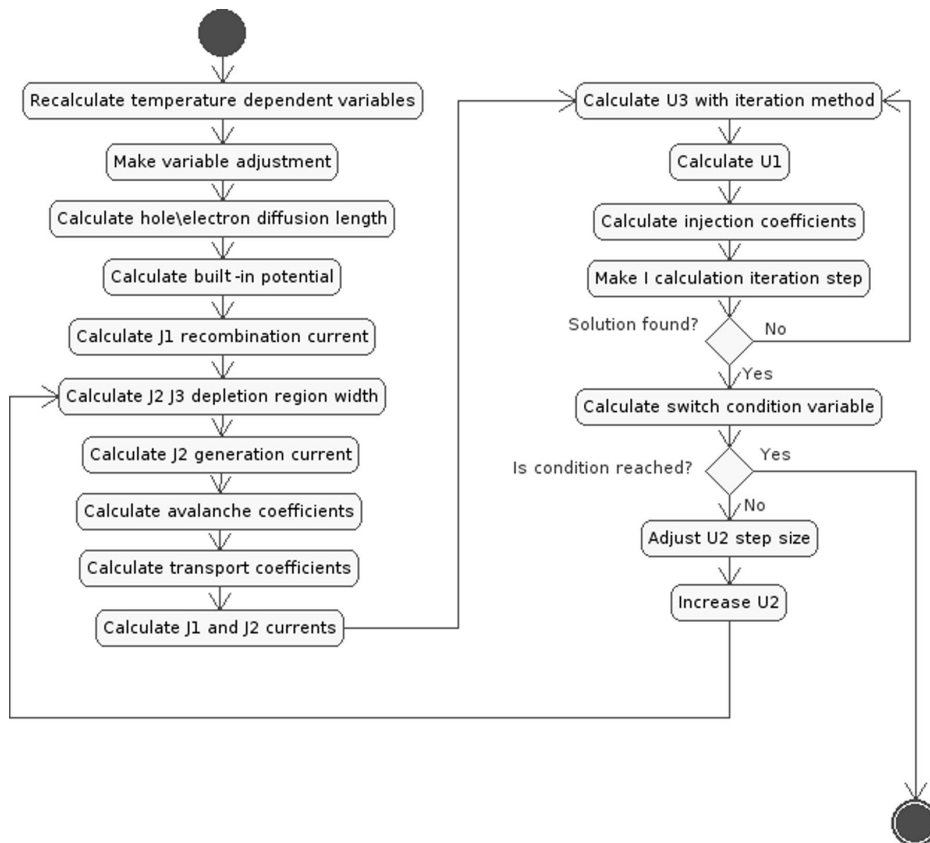 Recalculate temperature dependent variables
Make variable adjustment
Calculate hole\electron diffusion length
Calculate built-in potential
Calculate J1 recombination current
Calculate J2 J3 depletion region width
Calculate J2 generation current
Calculate avalanche coefficients
Calculate transport coefficients
Calculate J1 and J2 currents
Calculate U3 with iteration method
Calculate U1
Calculate injection coefficients
Make I calculation iteration step
Solution found?
No
Yes
Calculate switch condition variable
Is condition reached?
Yes
No
Adjust U2 step size
Increase U2